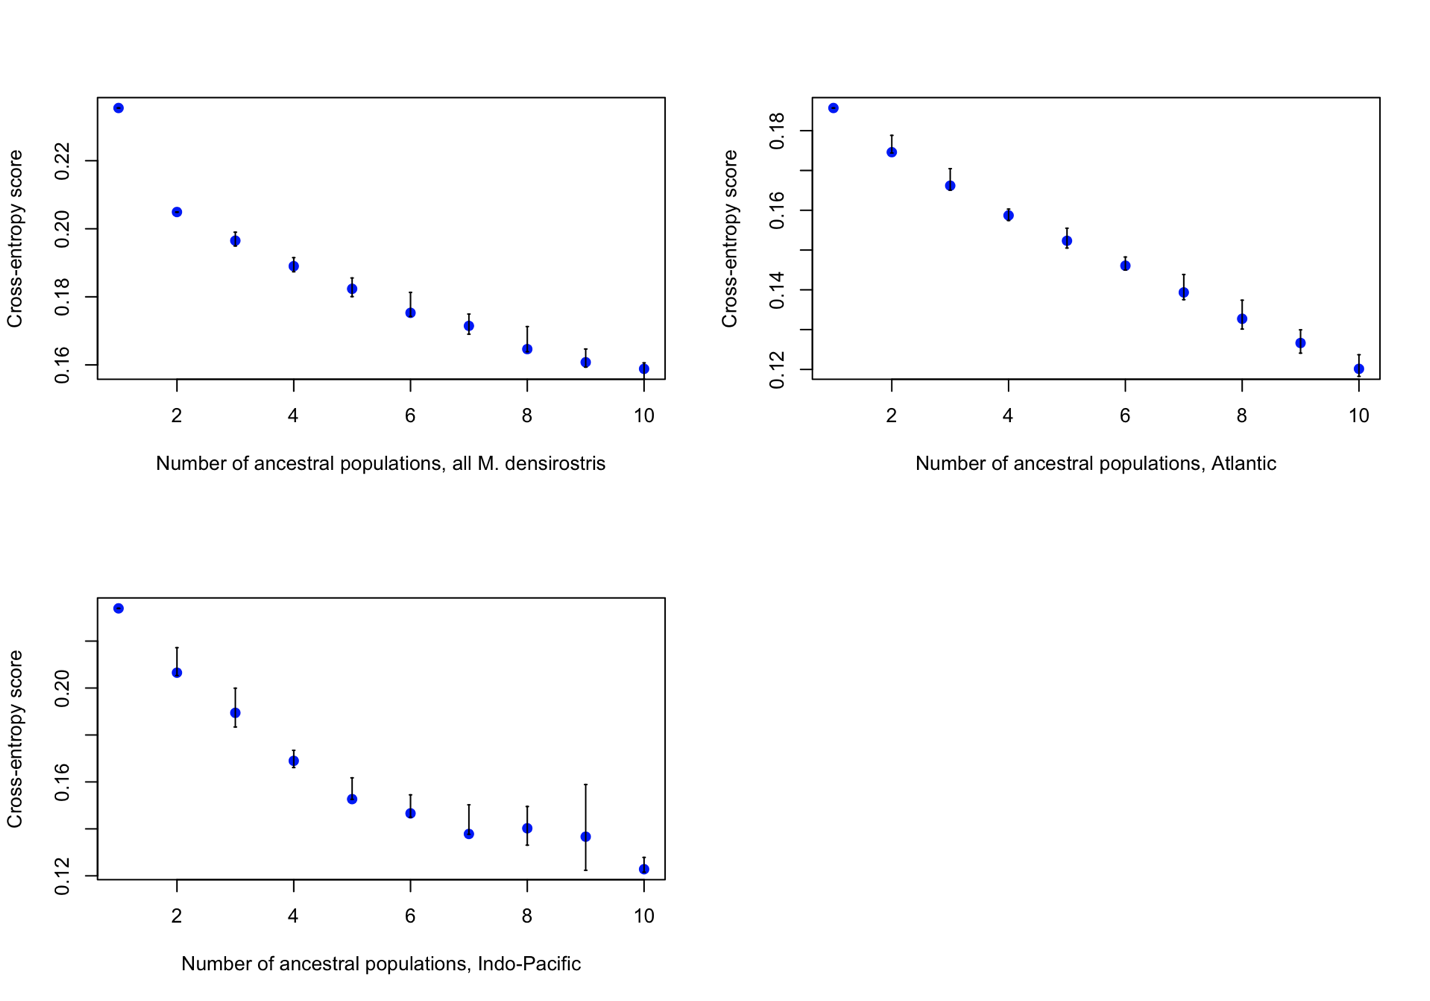 Cross-entropy score
0.22
0.20
0.18
0.16
2 4 6 8 10
Number of ancestral populations, all M. densirostris
Cross-entropy score
0.18
0.16
0.14
0.12
2 4 6 8 10
Number of ancestral populations, Atlantic
Cross-entropy score
0.20
0.16
0.12
2 4 6 8 10
Number of ancestral populations, Indo-Pacific